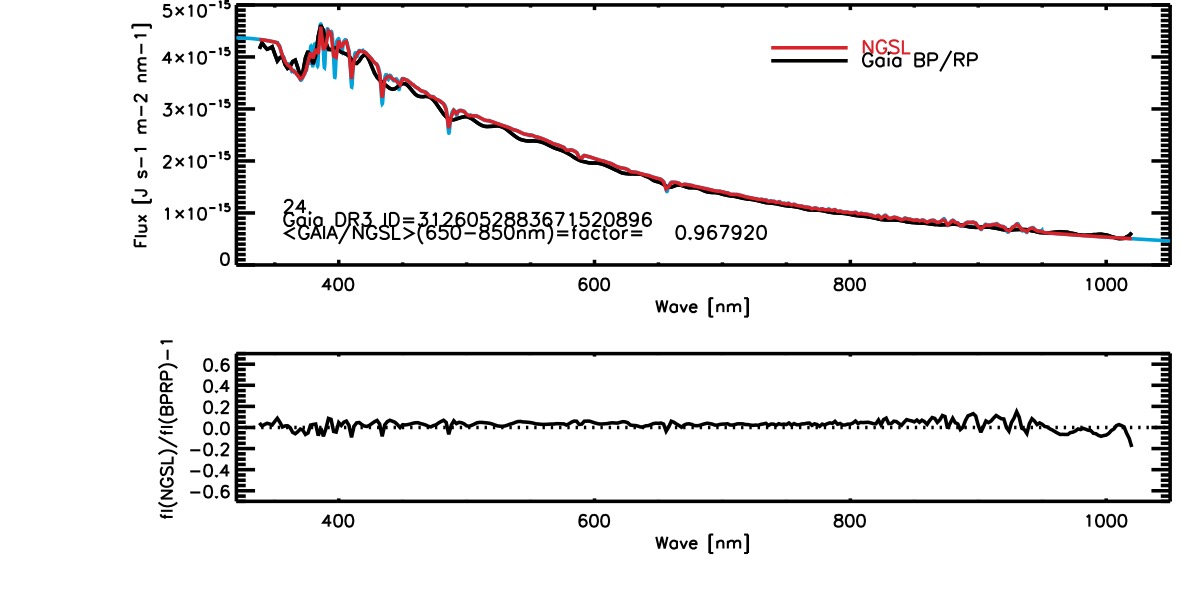 Flux [J s−1 m−2 nm−1]
5×10⁻¹⁵
4×10⁻¹⁵
3×10⁻¹⁵
2×10⁻¹⁵
1×10⁻¹⁵
0
NGSL
Gaia BP/RP
24.
Gaia DR3 ID=3126052883671520896
<GAIA/NGSL>(650−850nm)=factor= 0.967920
400 600 800 1000
Wave [nm]
fl(NGSL)/fl(BPRP)−1
0.6
0.4
0.2
0.0
−0.2
−0.4
−0.6
400 600 800 1000
Wave [nm]